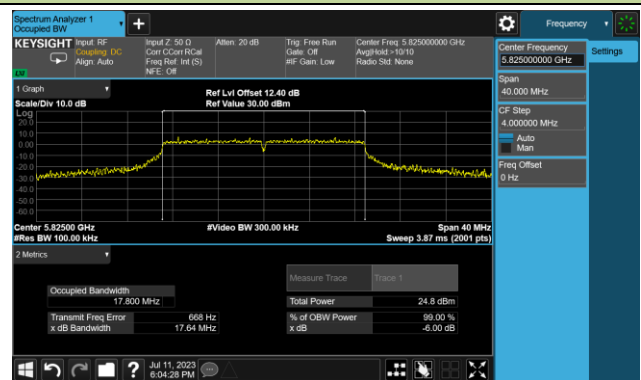 Spectrum Analyzer 1
Occupied BW
Frequency
KEYSIGHT
Input: RF
Coupling: DC
Align: Auto
Input Z: 50 Ω
Corr CCorr RCal
Freq Ref: Int (S)
NFE: Off
Atten: 20 dB
Trig: Free Run
Gate: Off
#IF Gain: Low
Center Freq: 5.825000000 GHz
Avg|Hold:>10/10
Radio Std: None
Center Frequency
5.825000000 GHz
Settings
Span
40.000 MHz
CF Step
4.000000 MHz
Auto
Man
Freq Offset
0 Hz
1 Graph
Ref Lvl Offset 12.40 dB
Scale/Div 10.0 dB
Ref Value 30.00 dBm
Log
20.0
10.0
0.00
-10.0
-20.0
-30.0
-40.0
-50.0
-60.0
Center 5.82500 GHz
#Video BW 300.00 kHz
Span 40 MHz
#Res BW 100.00 kHz
Sweep 3.87 ms (2001 pts)
2 Metrics
Measure Trace
Trace 1
Occupied Bandwidth
17.800 MHz
Total Power
24.8 dBm
Transmit Freq Error
668 Hz
% of OBW Power
99.00 %
x dB Bandwidth
17.64 MHz
x dB
-6.00 dB
?
Jul 11, 2023
6:04:28 PM